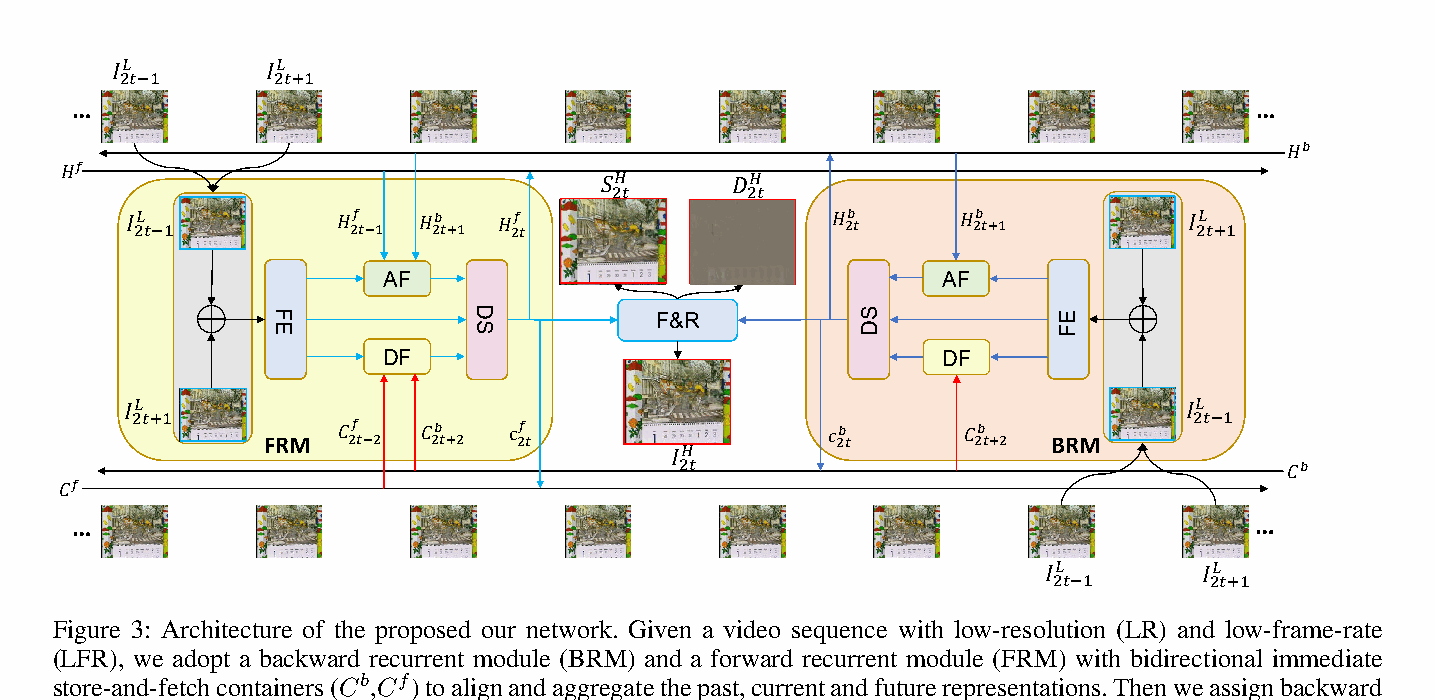 I^L_{2t−1} I^L_{2t+1}
... ...
H^b
H^f
S^H_{2t} D^H_{2t}
I^L_{2t−1} H^f_{2t−1} H^b_{2t+1} H^f_{2t} H^b_{2t} H^b_{2t+1} I^L_{2t+1}
AF AF
FE DS F&R DS FE
DF DF
I^L_{2t+1} C^f_{2t−2} C^b_{2t+2} c^f_{2t} c^b_{2t} C^b_{2t+2} I^L_{2t−1}
FRM I^H_{2t} BRM
C^b
C^f
... ...
I^L_{2t−1} I^L_{2t+1}
Figure 3: Architecture of the proposed our network. Given a video sequence with low-resolution (LR) and low-frame-rate
(LFR), we adopt a backward recurrent module (BRM) and a forward recurrent module (FRM) with bidirectional immediate
store-and-fetch containers (C^b,C^f) to align and aggregate the past, current and future representations. Then we assign backward